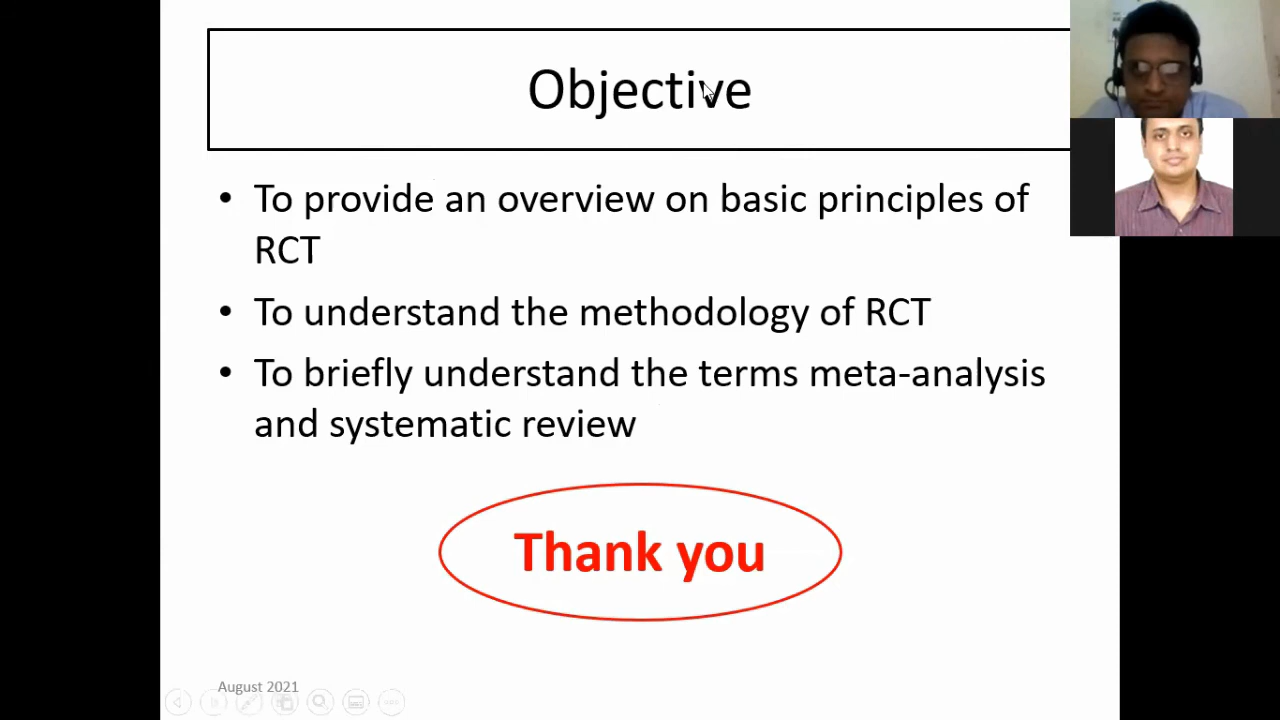 Objective
• To provide an overview on basic principles of
RCT
• To understand the methodology of RCT
• To briefly understand the terms meta-analysis
and systematic review
Thank you
August 2021